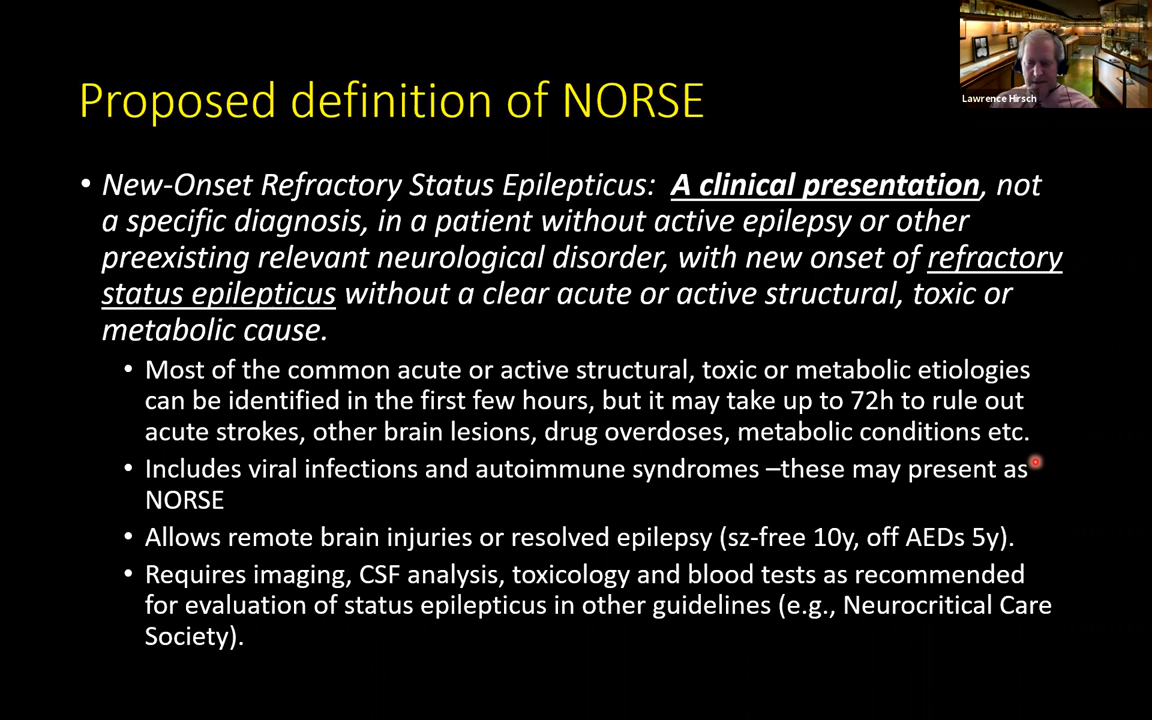 Lawrence Hirsch
Proposed definition of NORSE
• New-Onset Refractory Status Epilepticus: A clinical presentation, not
a specific diagnosis, in a patient without active epilepsy or other
preexisting relevant neurological disorder, with new onset of refractory
status epilepticus without a clear acute or active structural, toxic or
metabolic cause.
• Most of the common acute or active structural, toxic or metabolic etiologies
can be identified in the first few hours, but it may take up to 72h to rule out
acute strokes, other brain lesions, drug overdoses, metabolic conditions etc.
• Includes viral infections and autoimmune syndromes –these may present as
NORSE
• Allows remote brain injuries or resolved epilepsy (sz-free 10y, off AEDs 5y).
• Requires imaging, CSF analysis, toxicology and blood tests as recommended
for evaluation of status epilepticus in other guidelines (e.g., Neurocritical Care
Society).